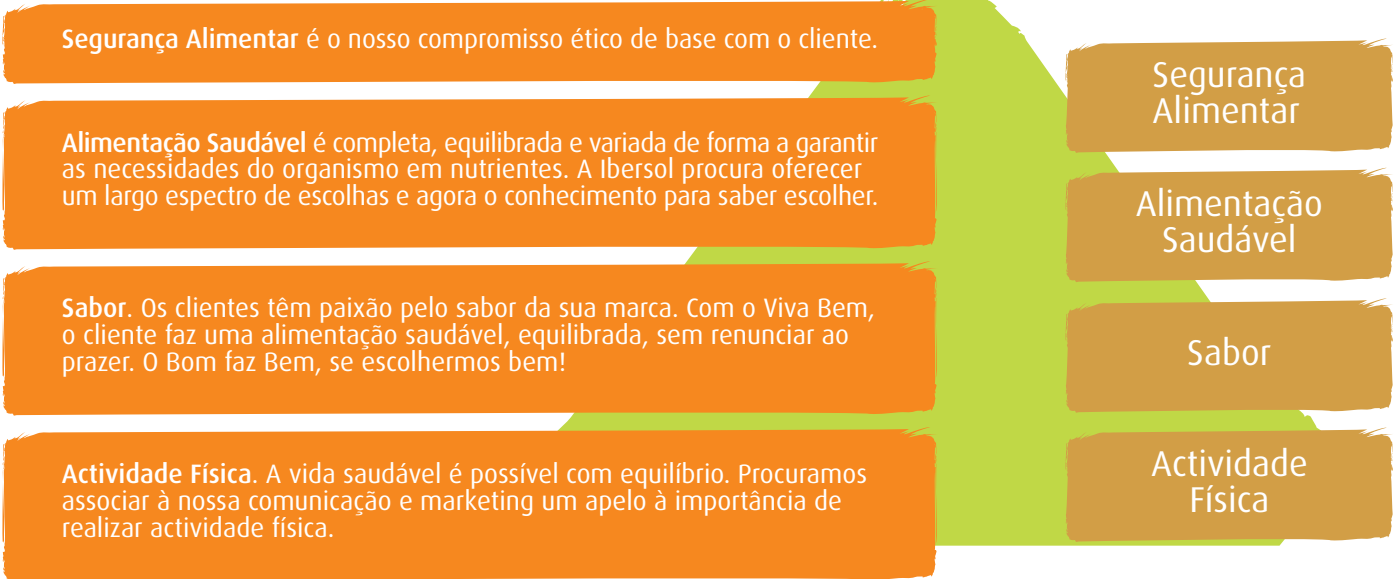 Segurança Alimentar é o nosso compromisso ético de base com o cliente.
Alimentação Saudável é completa, equilibrada e variada de forma a garantir
as necessidades do organismo em nutrientes. A Ibersol procura oferecer
um largo espectro de escolhas e agora o conhecimento para saber escolher.
Sabor. Os clientes têm paixão pelo sabor da sua marca. Com o Viva Bem,
o cliente faz uma alimentação saudável, equilibrada, sem renunciar ao
prazer. O Bom faz Bem, se escolhermos bem!
Actividade Física. A vida saudável é possível com equilíbrio. Procuramos
associar à nossa comunicação e marketing um apelo à importância de
realizar actividade física.
Segurança
Alimentar
Alimentação
Saudável
Sabor
Actividade
Física